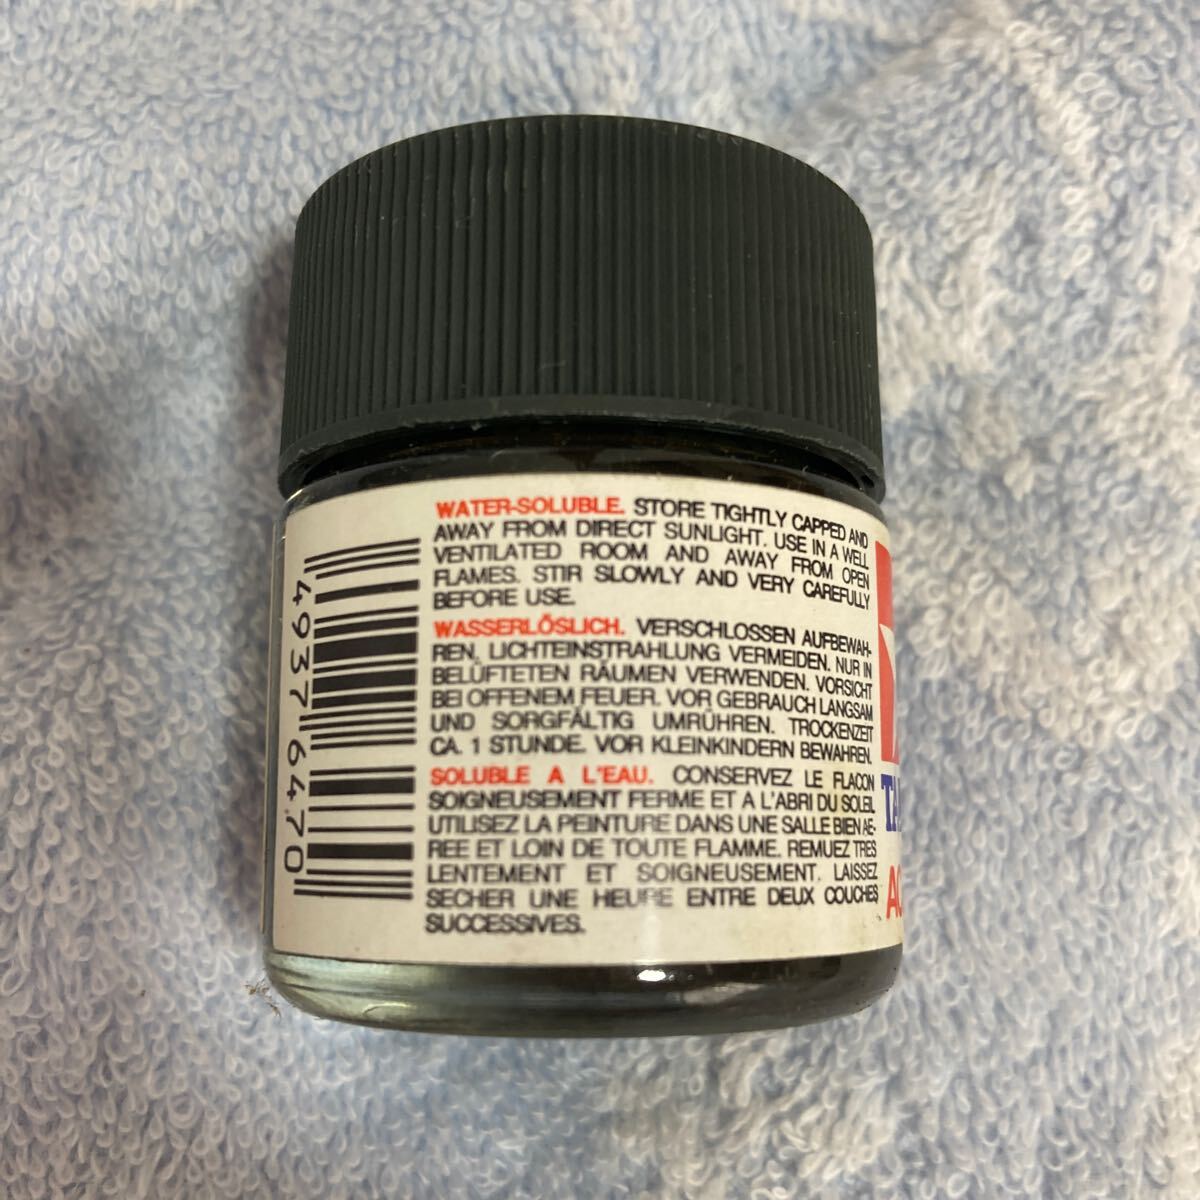 WATER-SOLUBLE. STORE TIGHTLY CAPPED AND
AWAY FROM DIRECT SUNLIGHT. USE IN A WELL
VENTILATED ROOM AND AWAY FROM OPEN
FLAMES. STIR SLOWLY AND VERY CAREFULLY
BEFORE USE.
WASSERLÖSLICH. VERSCHLOSSEN AUFBEWAH-
REN. LICHTEINSTRAHLUNG VERMEIDEN. NUR IN
BELÜFTETEN RÄUMEN VERWENDEN. VORSICHT
BEI OFFENEM FEUER. VOR GEBRAUCH LANGSAM
UND SORGFÄLTIG UMRÜHREN. TROCKENZEIT
CA. 1 STUNDE. VOR KLEINKINDERN BEWAHREN.
SOLUBLE A L'EAU. CONSERVEZ LE FLACON
SOIGNEUSEMENT FERME ET A L'ABRI DU SOLEIL
UTILISEZ LA PEINTURE DANS UNE SALLE BIEN AE-
REE ET LOIN DE TOUTE FLAMME. REMUEZ TRES
LENTEMENT ET SOIGNEUSEMENT. LAISSEZ
SECHER UNE HEURE ENTRE DEUX COUCHES
SUCCESSIVES.
49376470
TA
AC